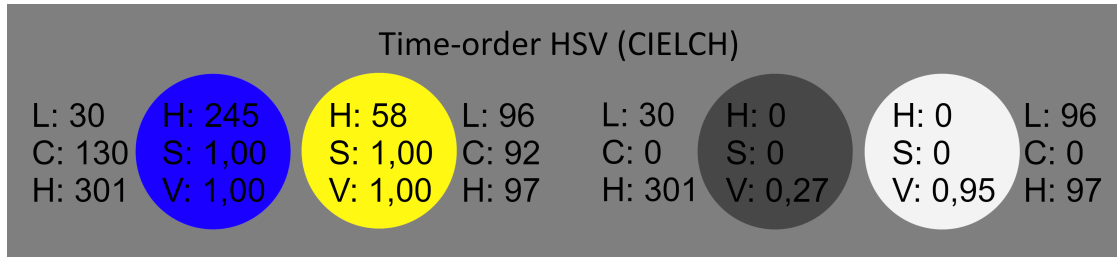 Time-order HSV (CIELCH)
L: 30 H: 245 H: 58 L: 96 L: 30 H: 0 H: 0 L: 96
C: 130 S: 1,00 S: 1,00 C: 92 C: 0 S: 0 S: 0 C: 0
H: 301 V: 1,00 V: 1,00 H: 97 H: 301 V: 0,27 V: 0,95 H: 97